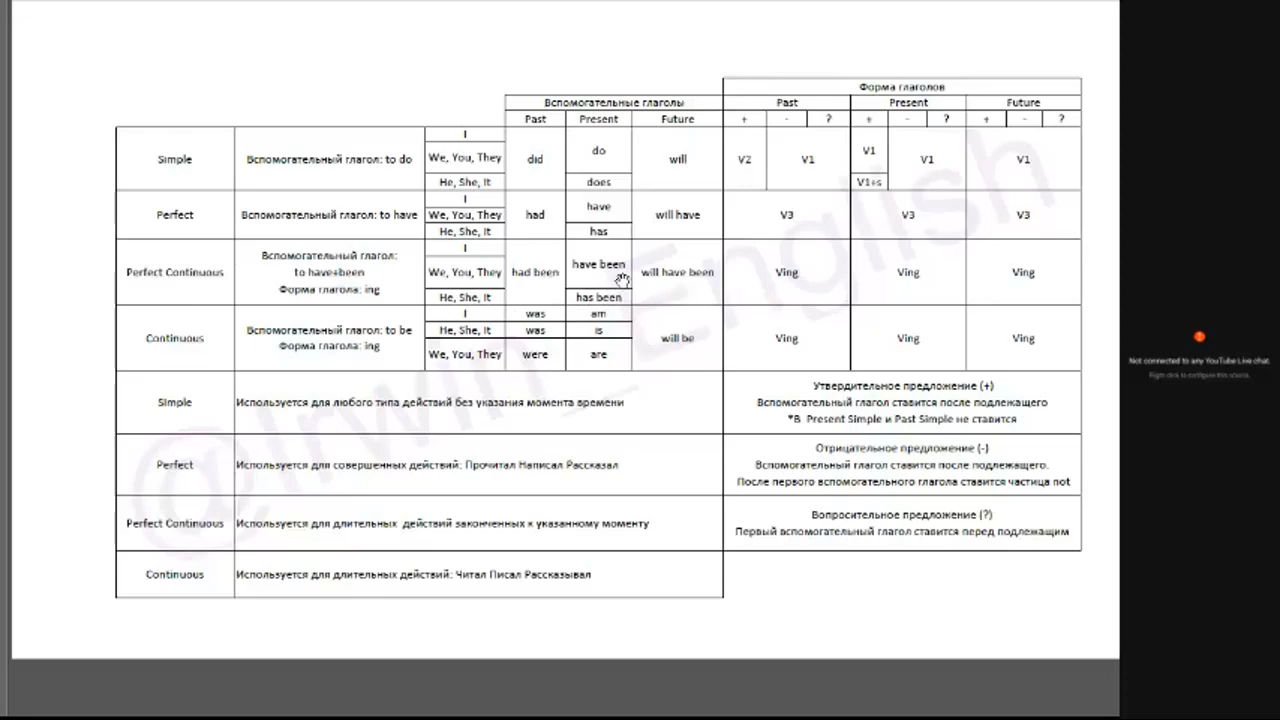 Форма глаголов
Вспомогательные глаголы Past Present Future
Past Present Future + - ? + - ? + - ?
Simple Вспомогательный глагол: to do I did do will V2 V1 V1 V1 V1
We, You, They
He, She, It does V1+s
Perfect Вспомогательный глагол: to have I had have will have V3 V3 V3
We, You, They
He, She, It has
Perfect Continuous Вспомогательный глагол: I had been have been will have been Ving Ving Ving
to have+been We, You, They
Форма глагола: ing He, She, It has been
Continuous Вспомогательный глагол: to be I was am will be Ving Ving Ving
Форма глагола: ing He, She, It was is
We, You, They were are
Simple Используется для любого типа действий без указания момента времени
Утвердительное предложение (+)
Вспомогательный глагол ставится после подлежащего
*В Present Simple и Past Simple не ставится
Perfect Используется для совершенных действий: Прочитал Написал Рассказал
Отрицательное предложение (-)
Вспомогательный глагол ставится после подлежащего.
После первого вспомогательного глагола ставится частица not
Perfect Continuous Используется для длительных действий законченных к указанному моменту
Вопросительное предложение (?)
Первый вспомогательный глагол ставится перед подлежащим
Continuous Используется для длительных действий: Читал Писал Рассказывал
@Irwin_English
Not connected to any YouTube Live chat.
Right click to configure this screen.